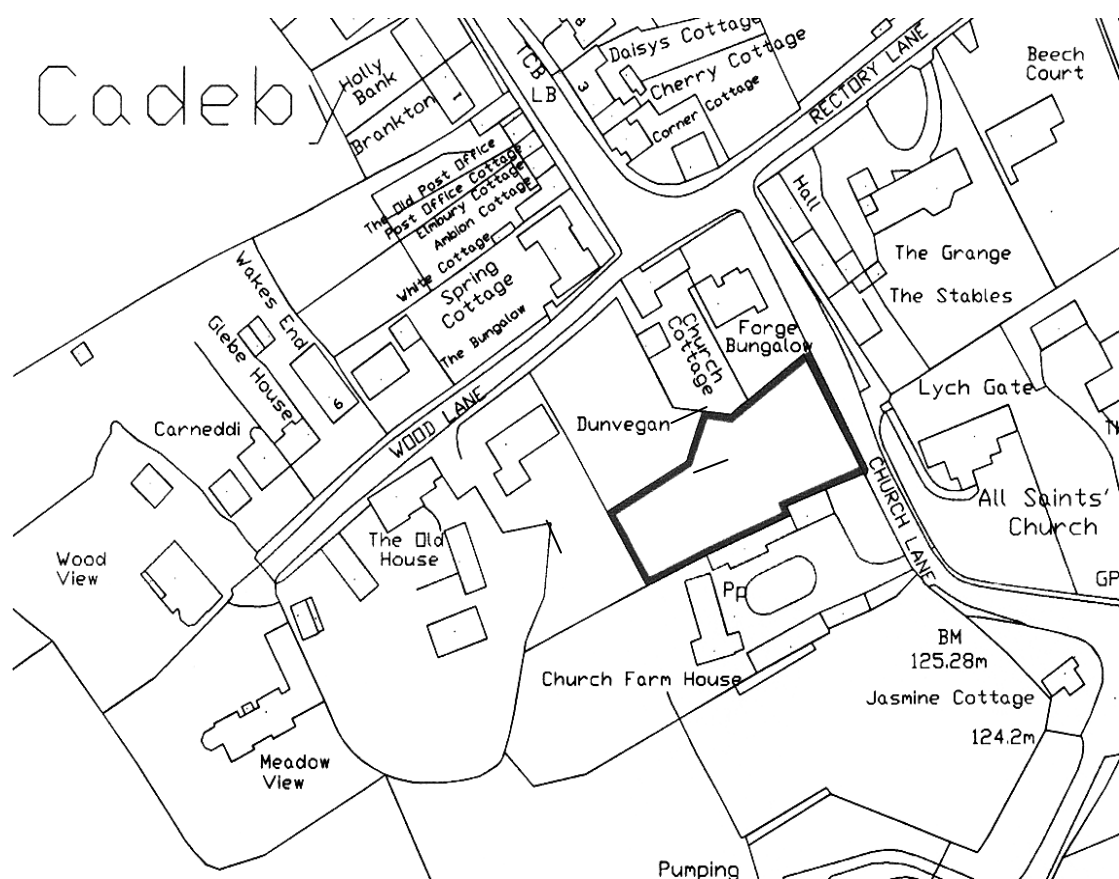 Cadeby
Holly
Bank
Brankton
1
TCB
LB
3
Daisys Cottage
Cherry Cottage
Corner Cottage
RECTORY LANE
Beech
Court
The Old Post Office
Post Office Cottage
Elmbury Cottage
Ambion Cottage
White Cottage
Spring
Cottage
The Bungalow
Hall
The Grange
The Stables
Wakes End
Glebe House
6
Carneddi
WOOD LANE
Church
Cottage
Forge
Bungalow
Dunvegan
Lych Gate
CHURCH LANE
All Saints'
Church
Wood
View
The Old
House
Pp
GP
Church Farm House
BM
125.28m
Jasmine Cottage
124.2m
Meadow
View
Pumping